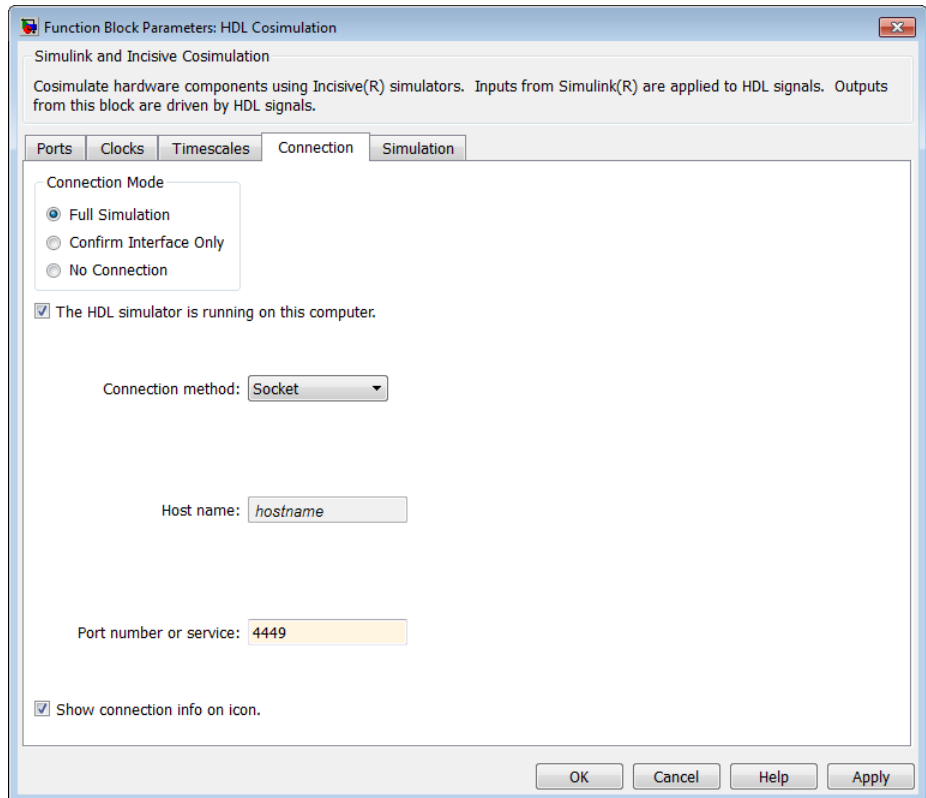 Function Block Parameters: HDL Cosimulation
Simulink and Incisive Cosimulation
Cosimulate hardware components using Incisive(R) simulators. Inputs from Simulink(R) are applied to HDL signals. Outputs
from this block are driven by HDL signals.
Ports Clocks Timescales Connection Simulation
Connection Mode
Full Simulation
Confirm Interface Only
No Connection
The HDL simulator is running on this computer.
Connection method: Socket
Host name: hostname
Port number or service: 4449
Show connection info on icon.
OK Cancel Help Apply